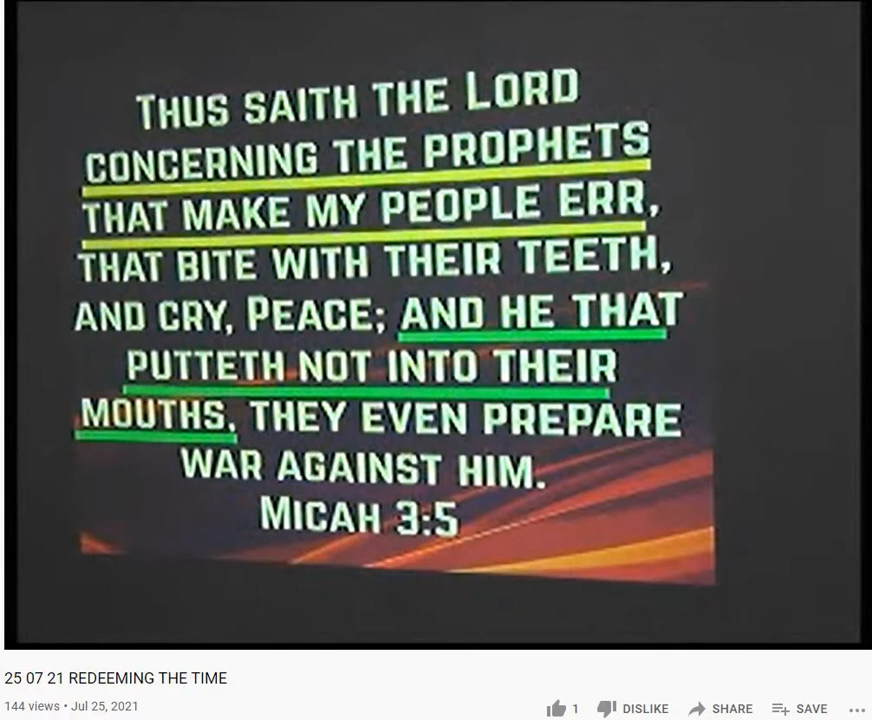 THUS SAITH THE LORD
CONCERNING THE PROPHETS
THAT MAKE MY PEOPLE ERR,
THAT BITE WITH THEIR TEETH,
AND CRY, PEACE; AND HE THAT
PUTTETH NOT INTO THEIR
MOUTHS, THEY EVEN PREPARE
WAR AGAINST HIM.
MICAH 3:5
25 07 21 REDEEMING THE TIME
144 views • Jul 25, 2021 1 DISLIKE SHARE SAVE